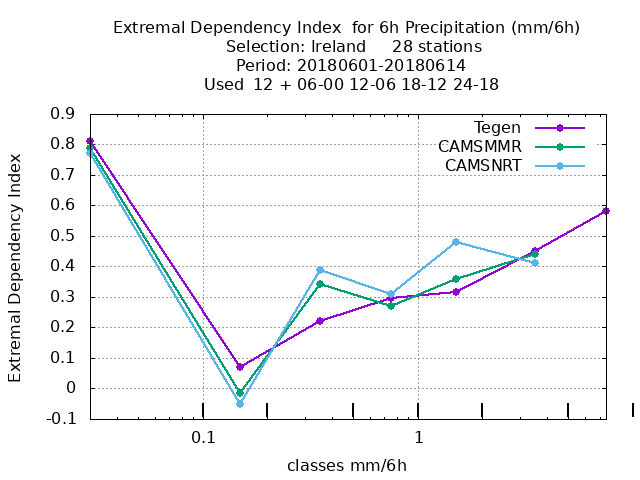 Extremal Dependency Index  for 6h Precipitation (mm/6h)
Selection: Ireland     28 stations
Period: 20180601-20180614
Used  12 + 06-00 12-06 18-12 24-18
Tegen
CAMSMMR
CAMSNRT
0.9
0.8
0.7
0.6
0.5
0.4
0.3
0.2
0.1
0
-0.1
Extremal Dependency Index
0.1
1
classes mm/6h